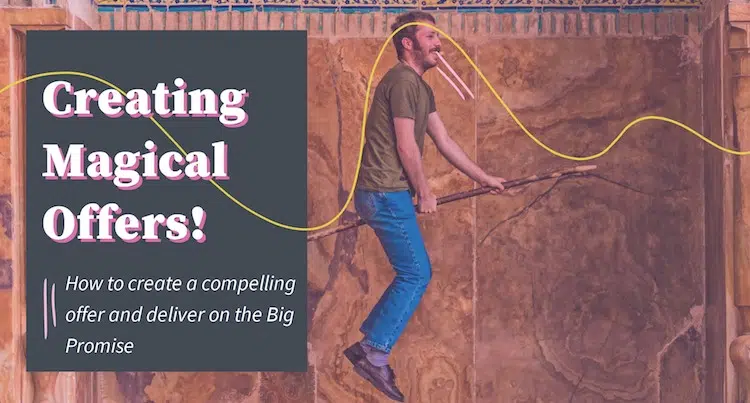 Creating
Magical
Offers!
How to create a compelling
offer and deliver on the Big
Promise